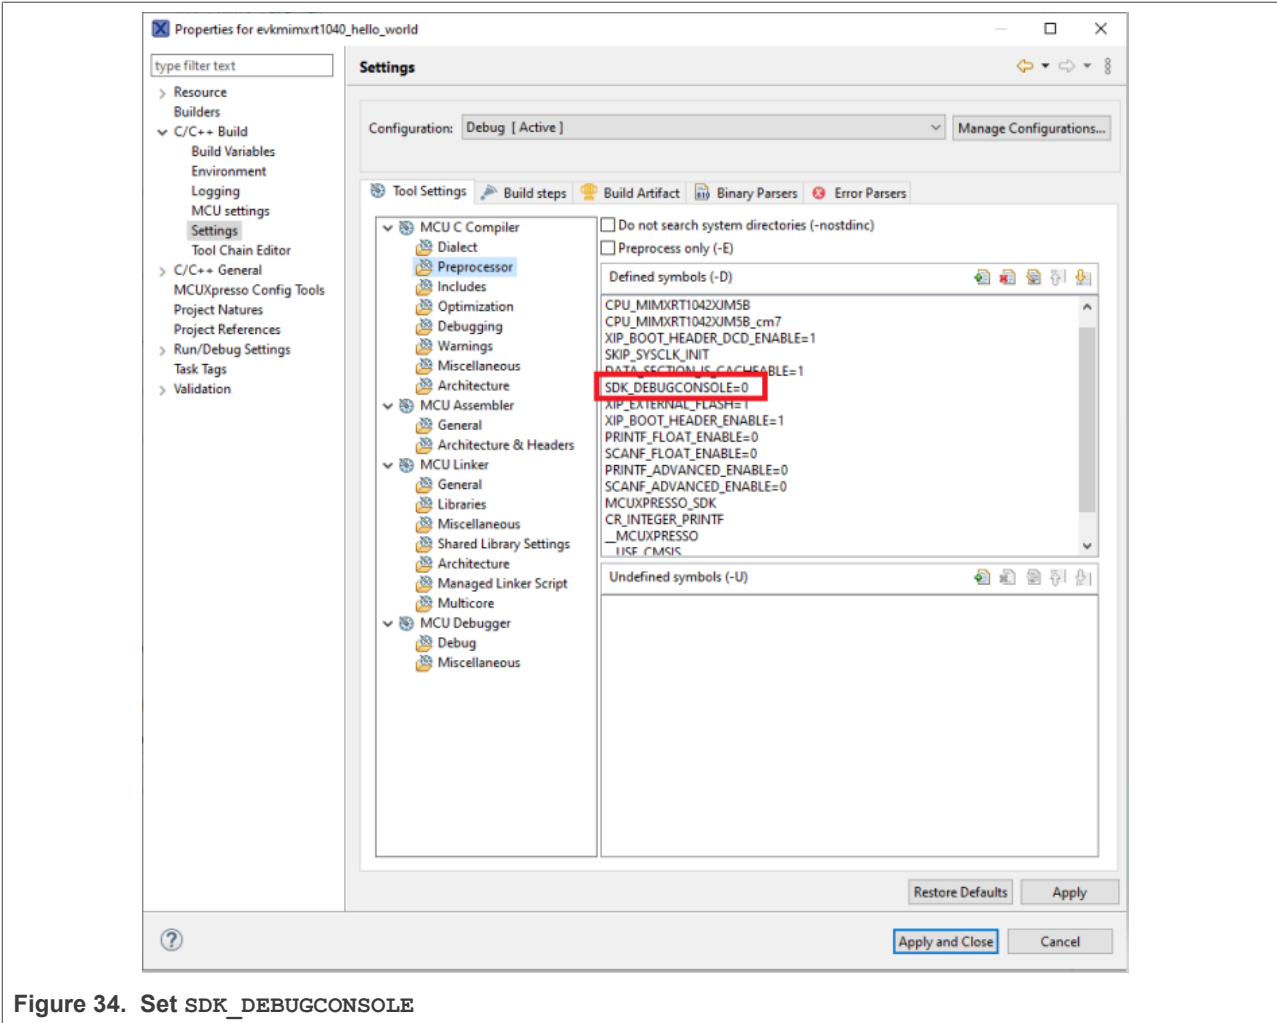 Properties for evkmimxrt1040_hello_world
type filter text
Resource
Builders
C/C++ Build
Build Variables
Environment
Logging
MCU settings
Settings
Tool Chain Editor
C/C++ General
MCUXpresso Config Tools
Project Natures
Project References
Run/Debug Settings
Task Tags
Validation
Settings
Configuration: Debug [ Active ]
Manage Configurations...
Tool Settings
Build steps
Build Artifact
Binary Parsers
Error Parsers
MCU C Compiler
Dialect
Preprocessor
Includes
Optimization
Debugging
Warnings
Miscellaneous
Architecture
MCU Assembler
General
Architecture & Headers
MCU Linker
General
Libraries
Miscellaneous
Shared Library Settings
Architecture
Managed Linker Script
Multicore
MCU Debugger
Debug
Miscellaneous
Do not search system directories (-nostdinc)
Preprocess only (-E)
Defined symbols (-D)
CPU_MIMXRT1042XJM5B
CPU_MIMXRT1042XJM5B_cm7
XIP_BOOT_HEADER_DCD_ENABLE=1
SKIP_SYSCLK_INIT
DATA_SECTION_IS_CACHEABLE=1
SDK_DEBUGCONSOLE=0
XIP_EXTERNAL_FLASH=1
XIP_BOOT_HEADER_ENABLE=1
PRINTF_FLOAT_ENABLE=0
SCANF_FLOAT_ENABLE=0
PRINTF_ADVANCED_ENABLE=0
SCANF_ADVANCED_ENABLE=0
MCUXPRESSO_SDK
CR_INTEGER_PRINTF
__MCUXPRESSO
__USE_CMSIS
Undefined symbols (-U)
Restore Defaults
Apply
Apply and Close
Cancel
Figure 34. Set SDK_DEBUGCONSOLE